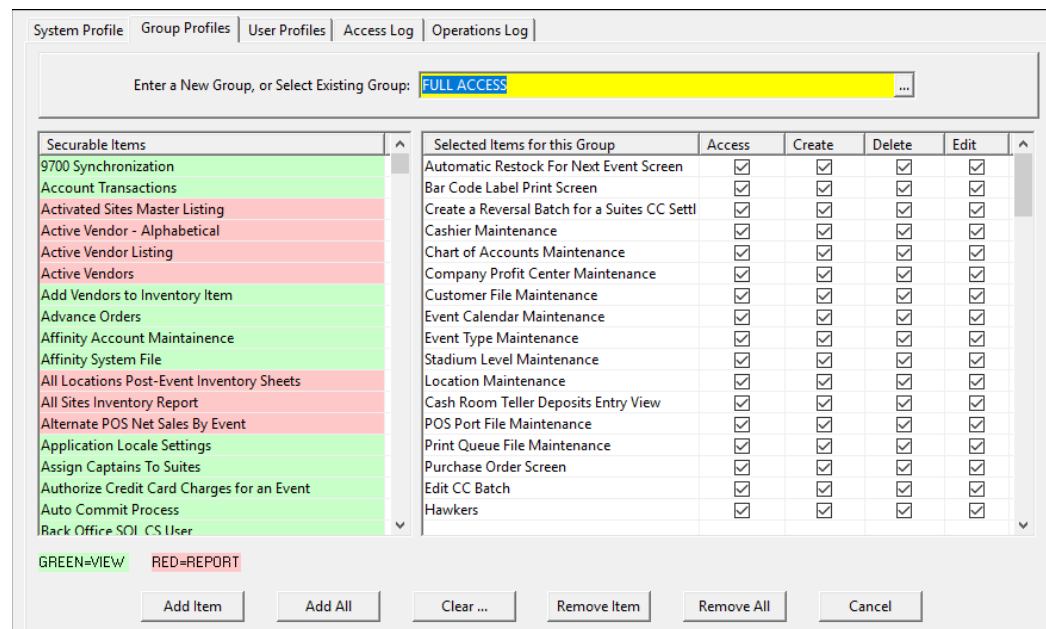 System Profile Group Profiles User Profiles Access Log Operations Log
Enter a New Group, or Select Existing Group: FULL ACCESS ...
Securable Items
9700 Synchronization
Account Transactions
Activated Sites Master Listing
Active Vendor - Alphabetical
Active Vendor Listing
Active Vendors
Add Vendors to Inventory Item
Advance Orders
Affinity Account Maintainence
Affinity System File
All Locations Post-Event Inventory Sheets
All Sites Inventory Report
Alternate POS Net Sales By Event
Application Locale Settings
Assign Captains To Suites
Authorize Credit Card Charges for an Event
Auto Commit Process
Back Office SQL CS User
Selected Items for this Group Access Create Delete Edit
Automatic Restock For Next Event Screen
Bar Code Label Print Screen
Create a Reversal Batch for a Suites CC Settl
Cashier Maintenance
Chart of Accounts Maintenance
Company Profit Center Maintenance
Customer File Maintenance
Event Calendar Maintenance
Event Type Maintenance
Stadium Level Maintenance
Location Maintenance
Cash Room Teller Deposits Entry View
POS Port File Maintenance
Print Queue File Maintenance
Purchase Order Screen
Edit CC Batch
Hawkers
GREEN=VIEW RED=REPORT
Add Item Add All Clear ... Remove Item Remove All Cancel